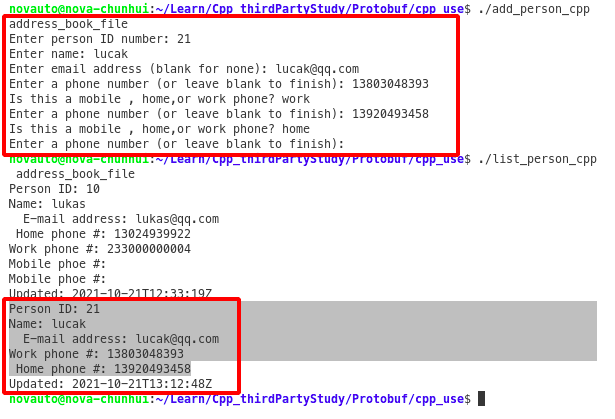 novauto@nova-chunhui:~/Learn/Cpp_thirdPartyStudy/Protobuf/cpp_use$ ./add_person_cpp
address_book_file
Enter person ID number: 21
Enter name: lucak
Enter email address (blank for none): lucak@qq.com
Enter a phone number (or leave blank to finish): 13803048393
Is this a mobile , home,or work phone? work
Enter a phone number (or leave blank to finish): 13920493458
Is this a mobile , home,or work phone? home
Enter a phone number (or leave blank to finish):
novauto@nova-chunhui:~/Learn/Cpp_thirdPartyStudy/Protobuf/cpp_use$ ./list_person_cpp
address_book_file
Person ID: 10
Name: lukas
E-mail address: lukas@qq.com
Home phone #: 13024939922
Work phone #: 233000000004
Mobile phoe #:
Mobile phoe #:
Updated: 2021-10-21T12:33:19Z
Person ID: 21
Name: lucak
E-mail address: lucak@qq.com
Work phone #: 13803048393
Home phone #: 13920493458
Updated: 2021-10-21T13:12:48Z
novauto@nova-chunhui:~/Learn/Cpp_thirdPartyStudy/Protobuf/cpp_use$